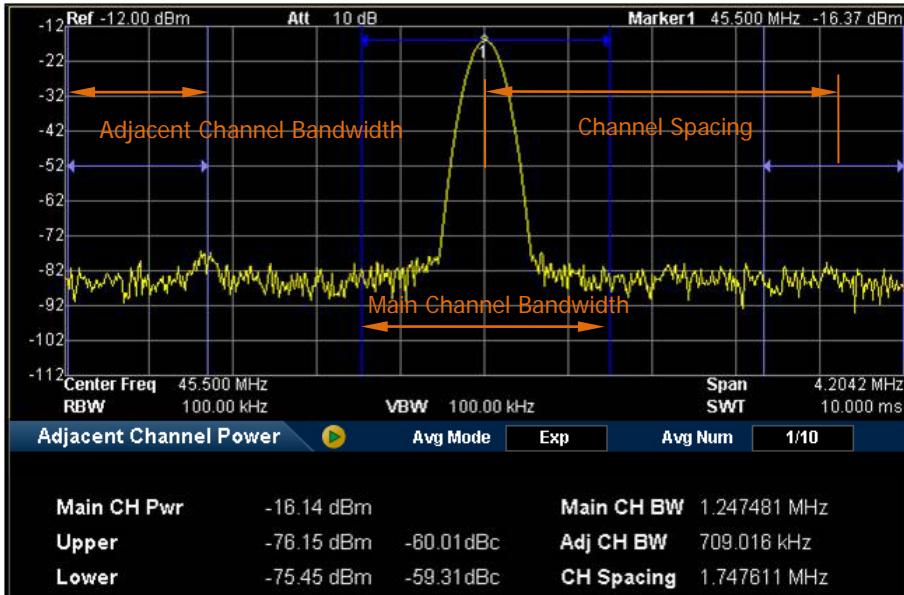 Ref -12.00 dBm Att 10 dB Marker1 45.500 MHz -16.37 dBm
-12
-22
1
-32
Adjacent Channel Bandwidth Channel Spacing
-42
-52
-62
-72
-82
-92
Main Channel Bandwidth
-102
-112
Center Freq 45.500 MHz Span 4.2042 MHz
RBW 100.00 kHz VBW 100.00 kHz SWT 10.000 ms
Adjacent Channel Power Avg Mode Exp Avg Num 1/10
Main CH Pwr -16.14 dBm Main CH BW 1.247481 MHz
Upper -76.15 dBm -60.01dBc Adj CH BW 709.016 kHz
Lower -75.45 dBm -59.31dBc CH Spacing 1.747611 MHz